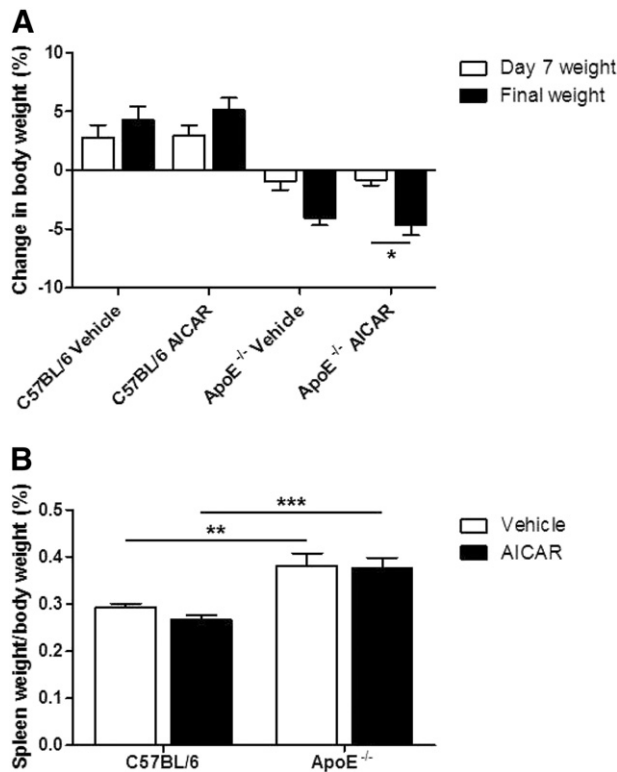 A
Change in body weight (%)
10
5
0
-5
-10
*
C57BL/6 Vehicle
C57BL/6 AICAR
ApoE-/- Vehicle
ApoE-/- AICAR
Day 7 weight
Final weight
B
Spleen weight/body weight (%)
0.5
0.4
0.3
0.2
0.1
0.0
**
***
C57BL/6
ApoE-/-
Vehicle
AICAR